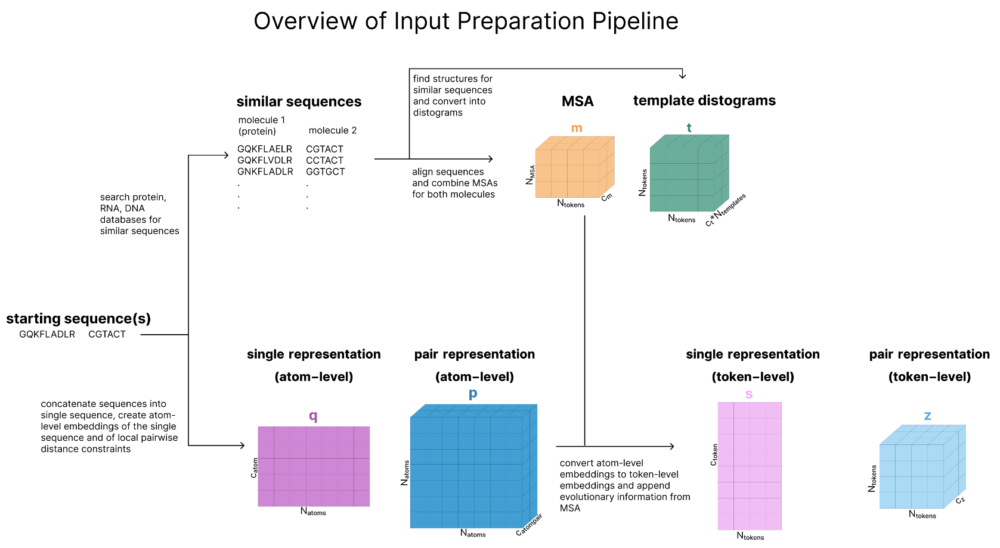 Overview of Input Preparation Pipeline
find structures for
similar sequences
and convert into
distograms
similar sequences
molecule 1
(protein)
molecule 2
GQKFLAELR CGTACT
GQKFLVDLR CCTACT
GNKFLADLR GGTGCT
. .
. .
. .
align sequences
and combine MSAs
for both molecules
MSA
m
NMSA
Ntokens
cm
template distograms
t
Ntokens
Ntokens
ct*Ntemplates
search protein,
RNA, DNA
databases for
similar sequences
starting sequence(s)
GQKFLADLR CGTACT
concatenate sequences into
single sequence, create atom-
level embeddings of the single
sequence and of local pairwise
distance constraints
single representation
(atom–level)
q
catom
Natoms
pair representation
(atom–level)
p
Natoms
Natoms
catompair
convert atom-level
embeddings to token-level
embeddings and append
evolutionary information from
MSA
single representation
(token–level)
s
ctoken
Ntokens
pair representation
(token–level)
z
Ntokens
Ntokens
cz